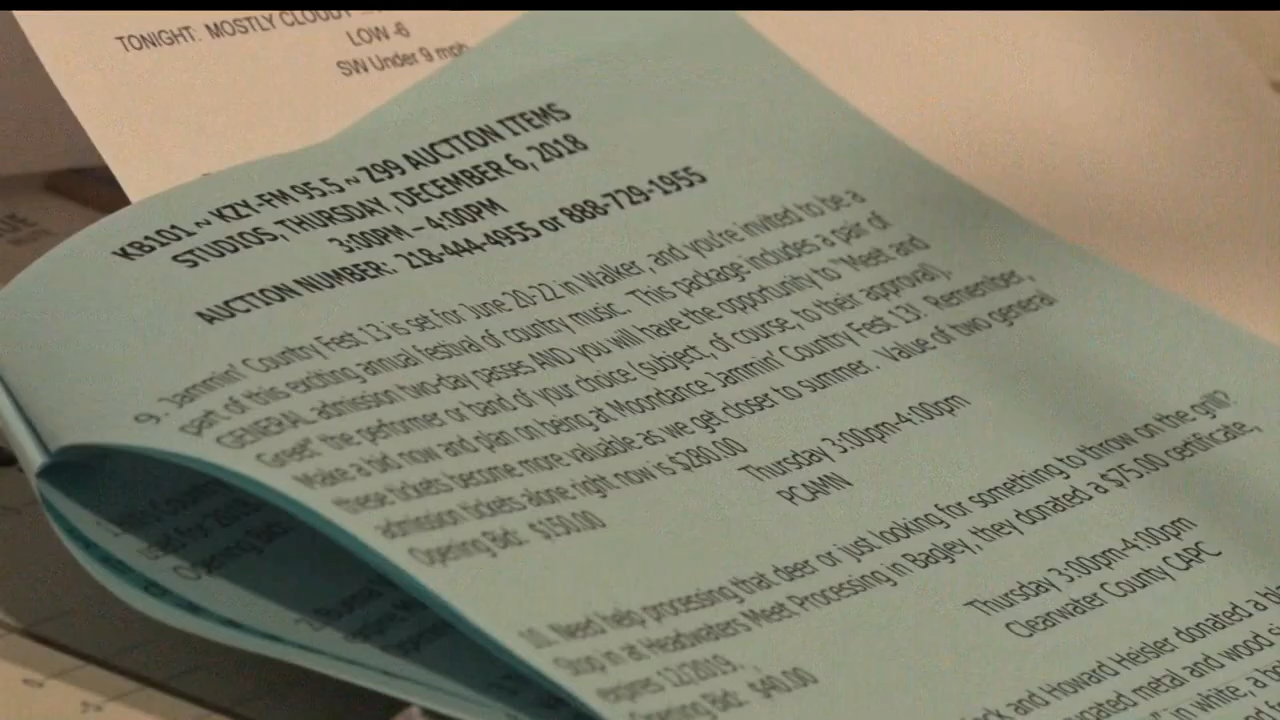 TONIGHT: MOSTLY CLOUDY
LOW -6
SW Under 9 mph
KB101 ~ KZY-FM 95.5 ~ Z99 AUCTION ITEMS
STUDIOS, THURSDAY, DECEMBER 6, 2018
3:00PM – 4:00PM
AUCTION NUMBER: 218-444-4955 or 888-729-1955
9. Jammin' Country Fest 13 is set for June 20-22 in Walker, and you're invited to be a
part of this exciting annual festival of country music. This package includes a pair of
GENERAL admission two-day passes AND you will have the opportunity to "Meet and
Greet" the performer or band of your choice (subject, of course, to their approval).
Make a bid now and plan on being at Moondance Jammin' Country Fest 13! Remember,
these tickets become more valuable as we get closer to summer. Value of two general
admission tickets alone right now is $280.00
Opening Bid: $150.00
Thursday 3:00pm-4:00pm
PCAMN
10. Need help processing that deer or just looking for something to throw on the grill?
Stop in at Headwaters Meet Processing in Bagley, they donated a $75.00 certificate,
expires 12/2019.
Opening Bid: $40.00
Thursday 3:00pm-4:00pm
Clearwater County CAPC
and Howard Heisler donated a
metal and wood
in white, a
Opening Bid: